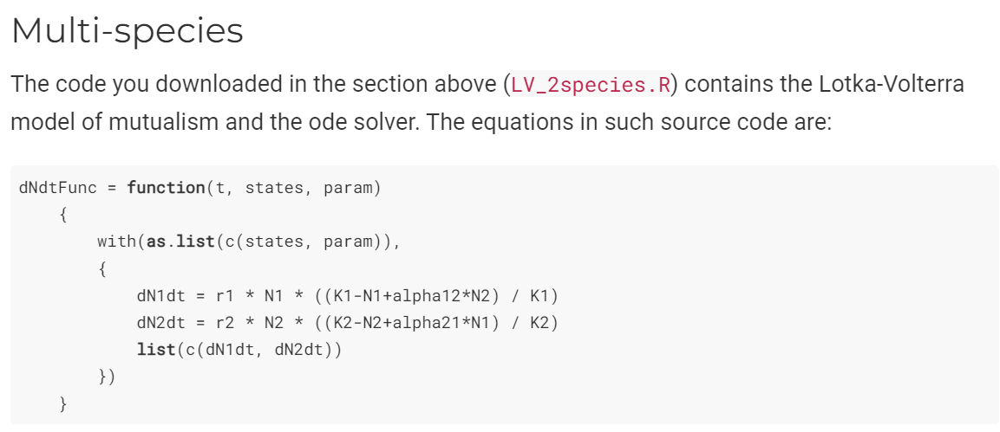 Multi-species
The code you downloaded in the section above (LV_2species.R) contains the Lotka-Volterra
model of mutualism and the ode solver. The equations in such source code are:
dNdtFunc = function(t, states, param)
{
with(as.list(c(states, param)),
{
dN1dt = r1 * N1 * ((K1-N1+alpha12*N2) / K1)
dN2dt = r2 * N2 * ((K2-N2+alpha21*N1) / K2)
list(c(dN1dt, dN2dt))
})
}